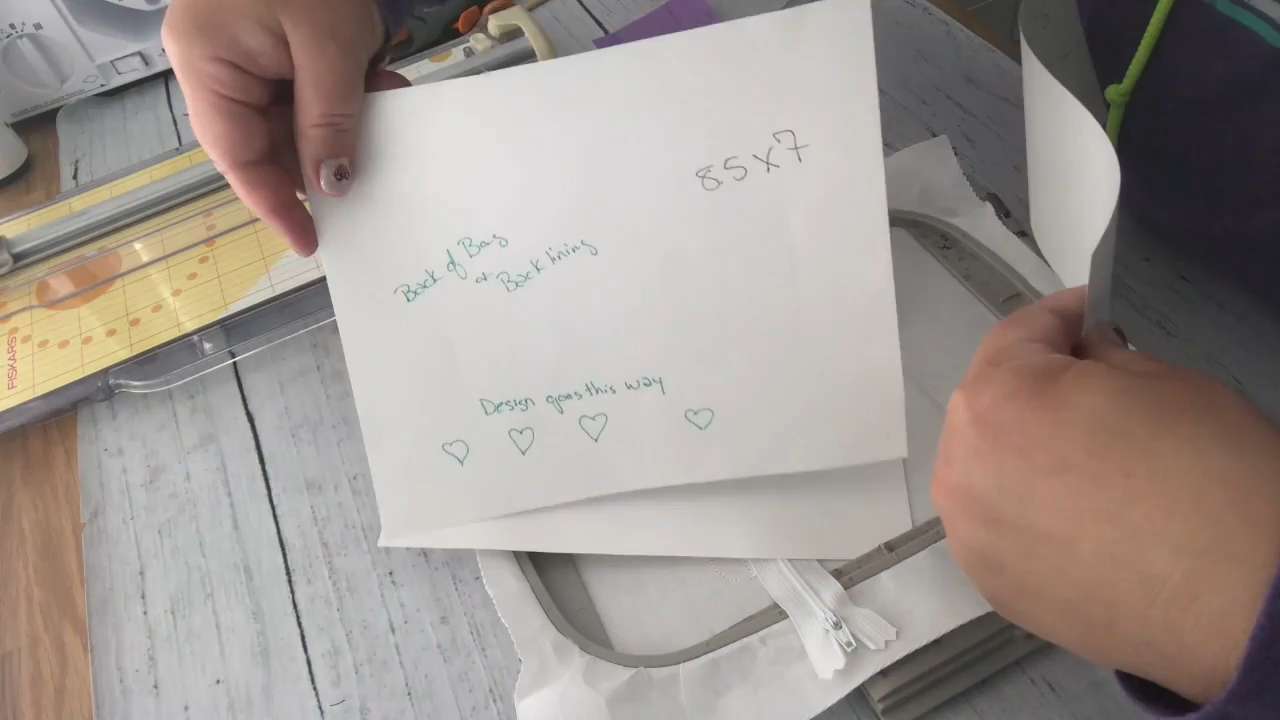 8.5 x 7
Back of Bag
or Back lining
Design goes this way
FISKARS